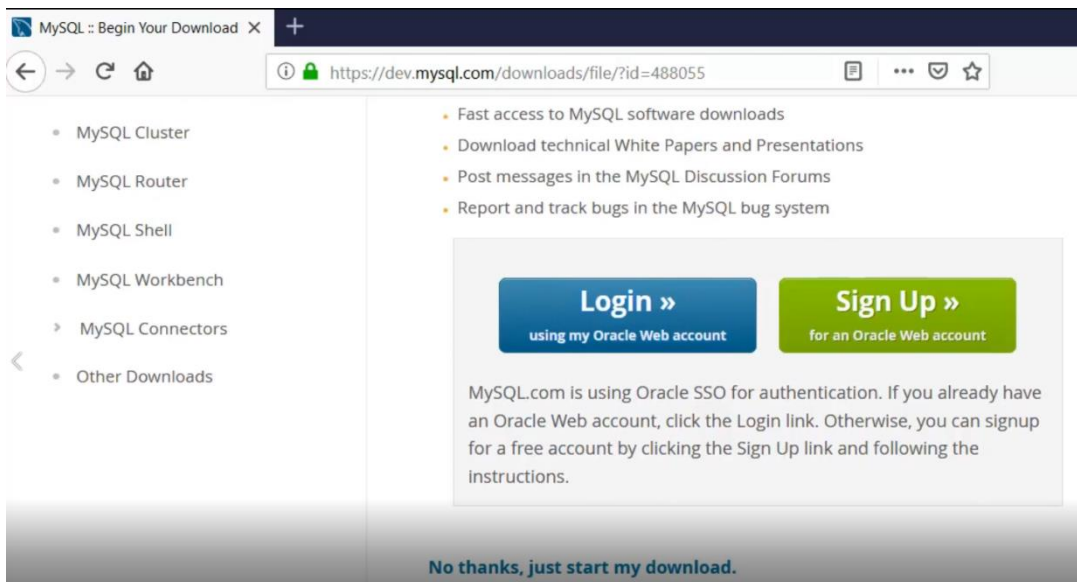 MySQL :: Begin Your Download
https://dev.mysql.com/downloads/file/?id=488055
MySQL Cluster
MySQL Router
MySQL Shell
MySQL Workbench
MySQL Connectors
Other Downloads
Fast access to MySQL software downloads
Download technical White Papers and Presentations
Post messages in the MySQL Discussion Forums
Report and track bugs in the MySQL bug system
Login »
using my Oracle Web account
Sign Up »
for an Oracle Web account
MySQL.com is using Oracle SSO for authentication. If you already have
an Oracle Web account, click the Login link. Otherwise, you can signup
for a free account by clicking the Sign Up link and following the
instructions.
No thanks, just start my download.